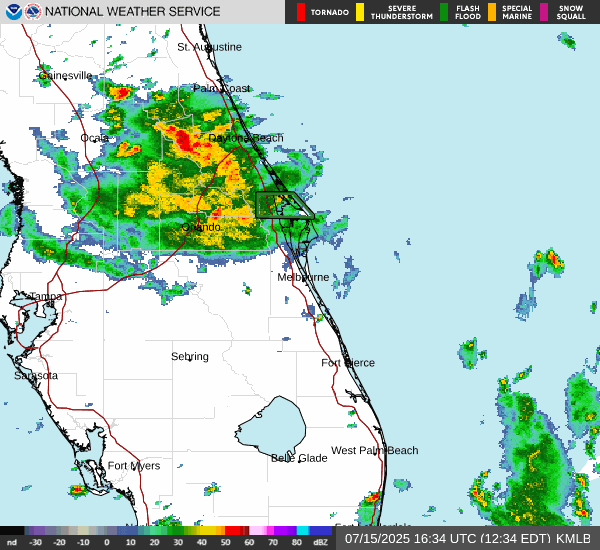 NATIONAL WEATHER SERVICE
TORNADO
SEVERE THUNDERSTORM
FLASH FLOOD
SPECIAL MARINE
SNOW SQUALL
St. Augustine
Gainesville
Palm Coast
Ocala
Daytona Beach
Orlando
Melbourne
Tampa
Sebring
Fort Pierce
Sarasota
West Palm Beach
Belle Glade
Fort Myers
nd -30 -20 -10 0 10 20 30 40 50 60 70 80 dBZ
07/15/2025 16:34 UTC (12:34 EDT) KMLB